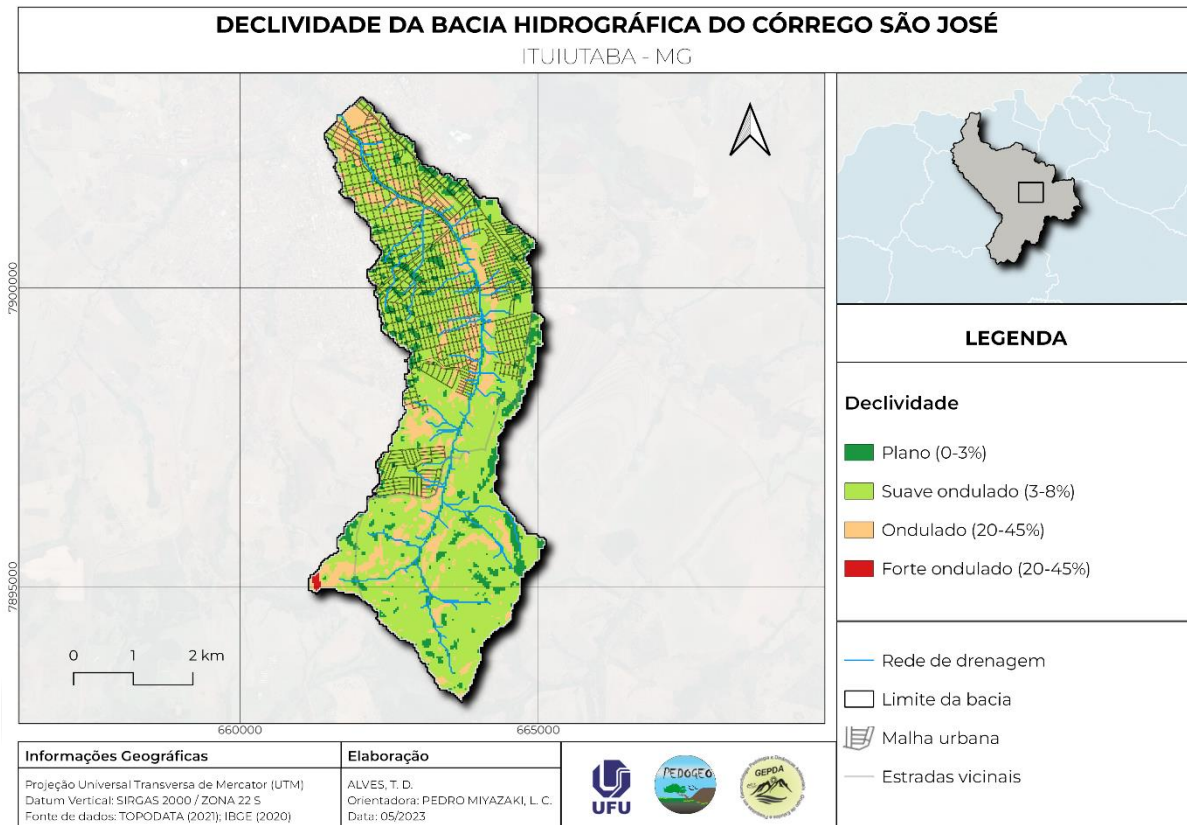 DECLIVIDADE DA BACIA HIDROGRÁFICA DO CÓRREGO SÃO JOSÉ
ITUIUTABA - MG
7900000
7895000
660000
665000
0 1 2 km
LEGENDA
Declividade
Plano (0-3%)
Suave ondulado (3-8%)
Ondulado (20-45%)
Forte ondulado (20-45%)
Rede de drenagem
Limite da bacia
Malha urbana
Estradas vicinais
Informações Geográficas
Projeção Universal Transversa de Mercator (UTM)
Datum Vertical: SIRGAS 2000 / ZONA 22 S
Fonte de dados: TOPODATA (2021); IBGE (2020)
Elaboração
ALVES, T. D.
Orientadora: PEDRO MIYAZAKI, L. C.
Data: 05/2023
UFU
PEDOGEO
GEPDA